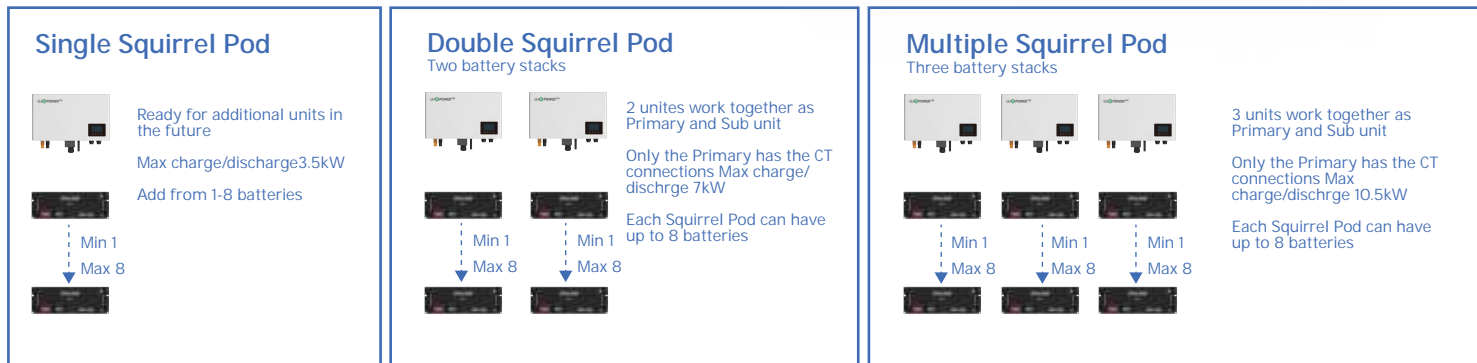 Single Squirrel Pod
LUXPOWER™
Ready for additional units in
the future
Max charge/discharge3.5kW
Add from 1-8 batteries
Min 1
Max 8
Double Squirrel Pod
Two battery stacks
LUXPOWER™
LUXPOWER™
2 unites work together as
Primary and Sub unit
Only the Primary has the CT
connections Max charge/
dischrge 7kW
Each Squirrel Pod can have
up to 8 batteries
Min 1
Max 8
Min 1
Max 8
Multiple Squirrel Pod
Three battery stacks
LUXPOWER™
LUXPOWER™
LUXPOWER™
3 units work together as
Primary and Sub unit
Only the Primary has the CT
connections Max
charge/dischrge 10.5kW
Each Squirrel Pod can have
up to 8 batteries
Min 1
Max 8
Min 1
Max 8
Min 1
Max 8